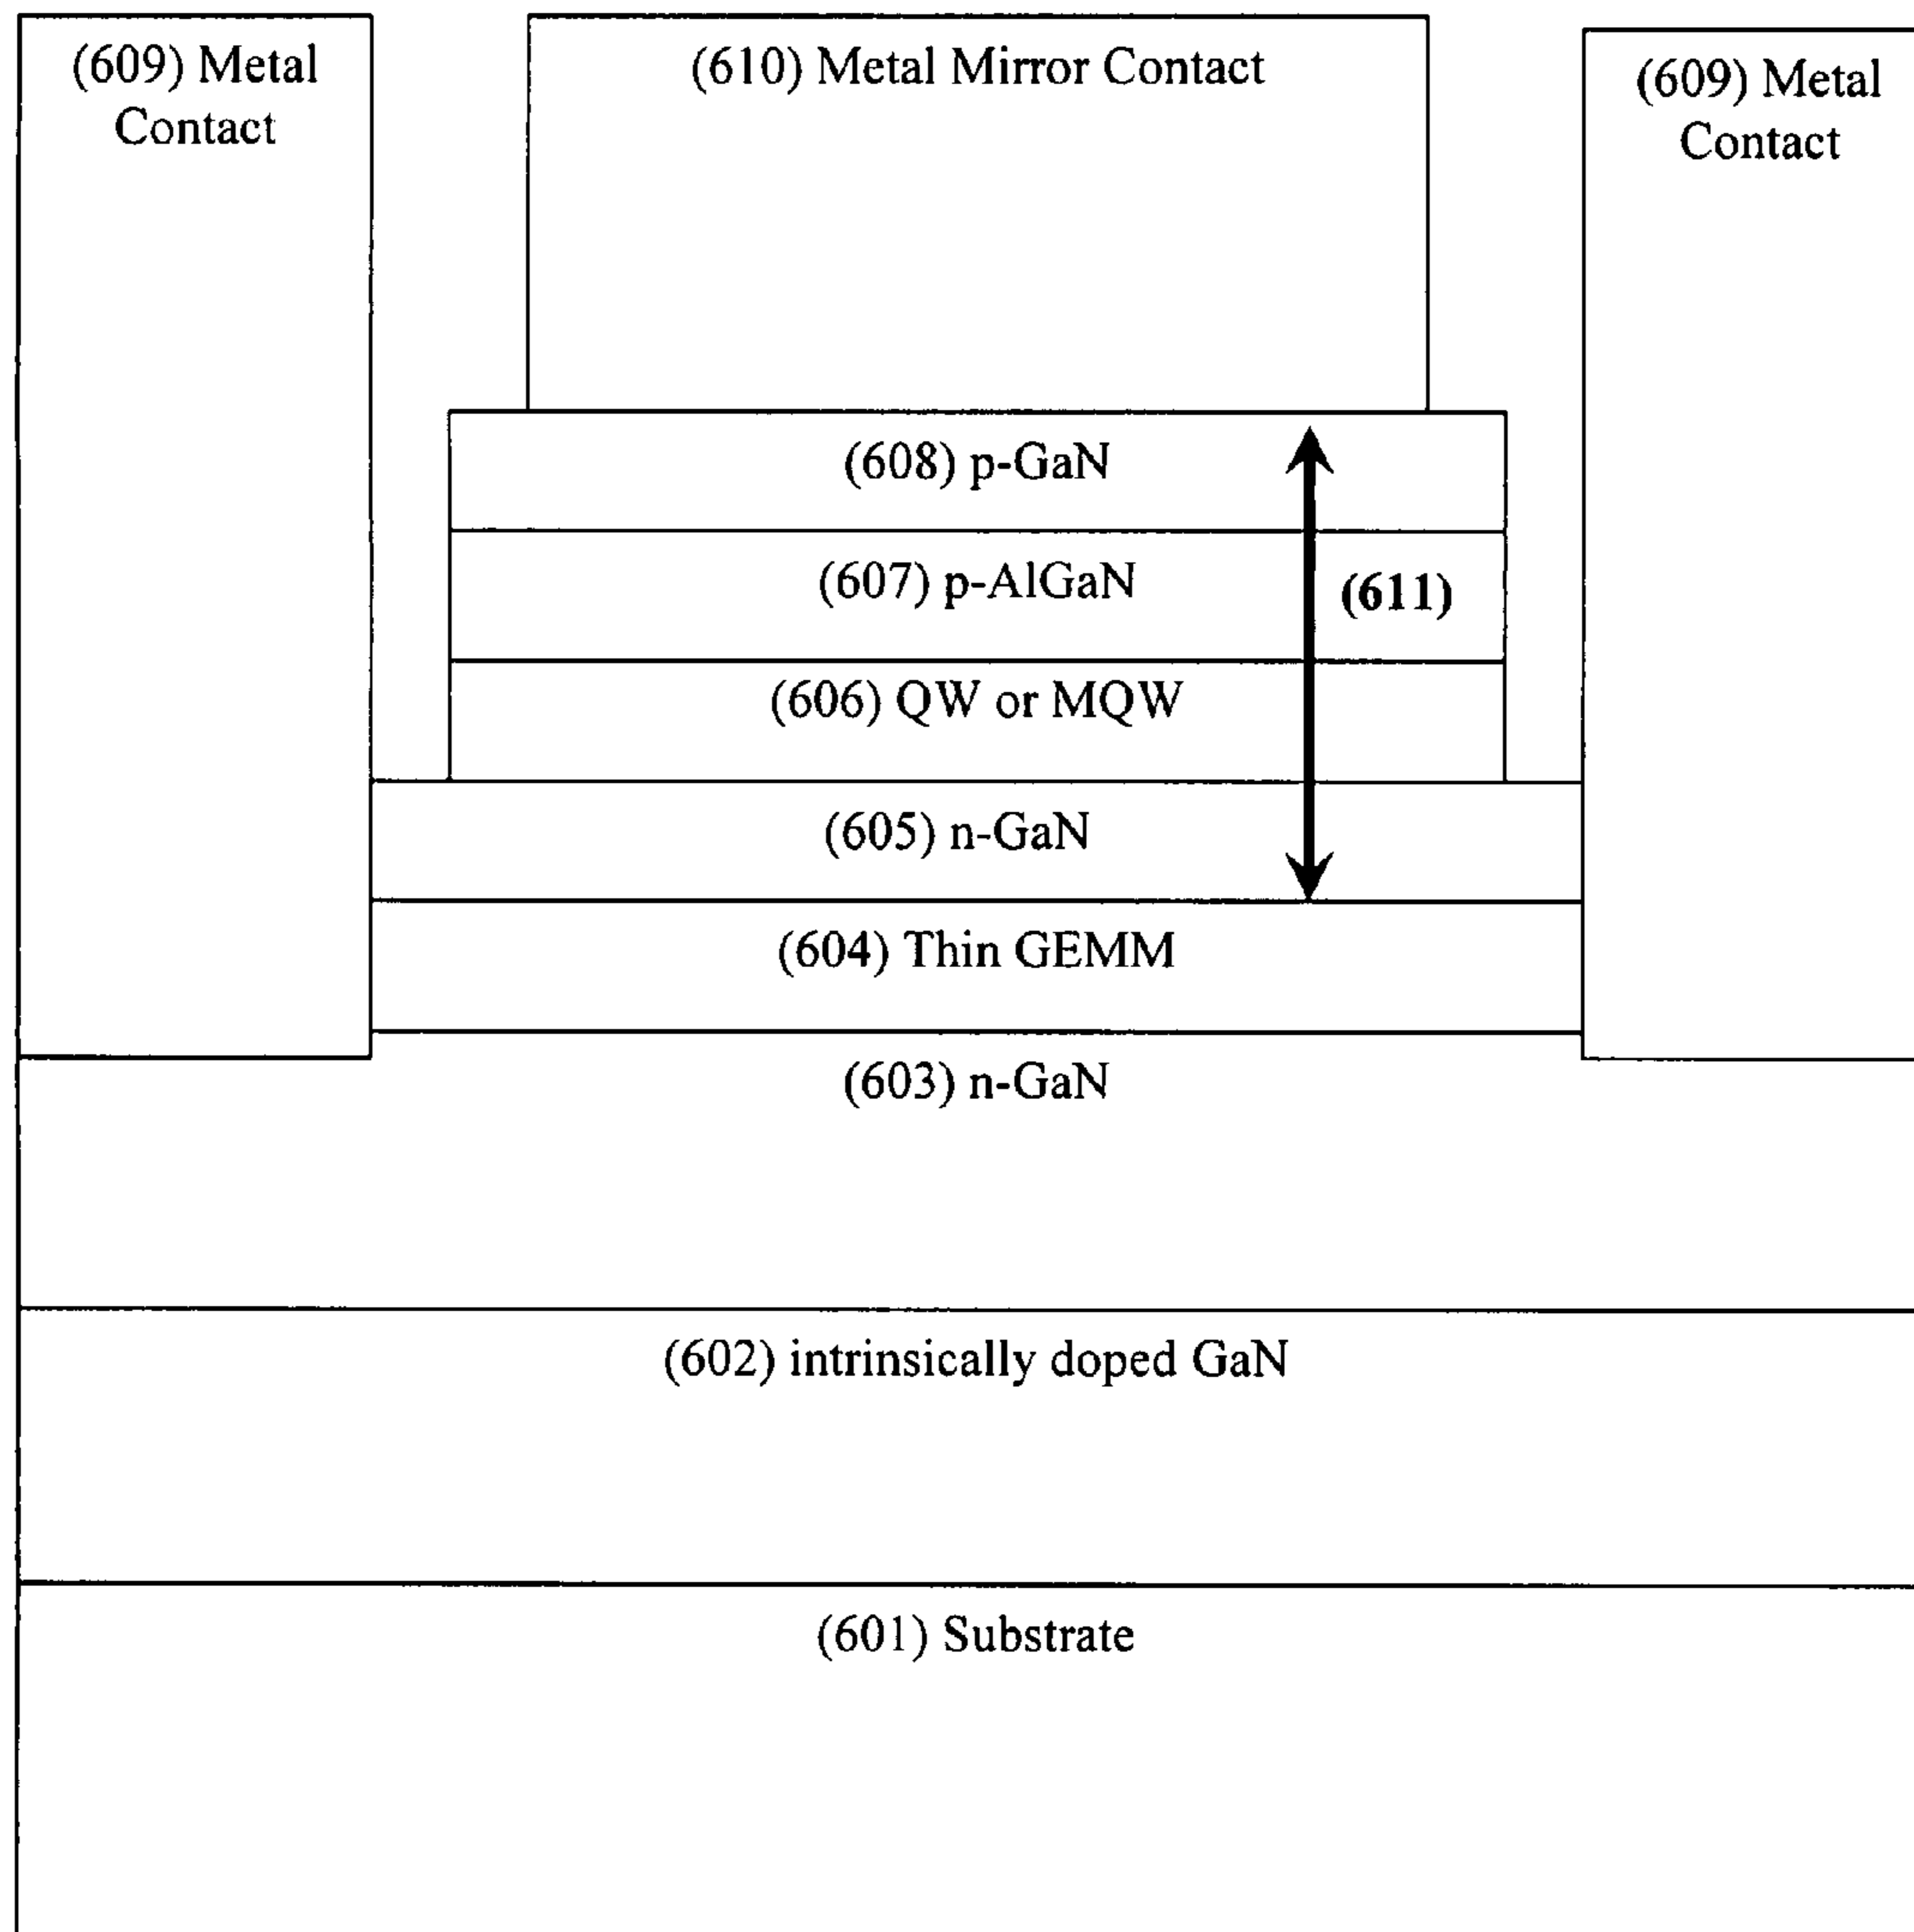 (609) Metal
Contact
(610) Metal Mirror Contact
(609) Metal
Contact
(608) p-GaN
(607) p-AlGaN
(611)
(606) QW or MQW
(605) n-GaN
(604) Thin GEMM
(603) n-GaN
(602) intrinsically doped GaN
(601) Substrate